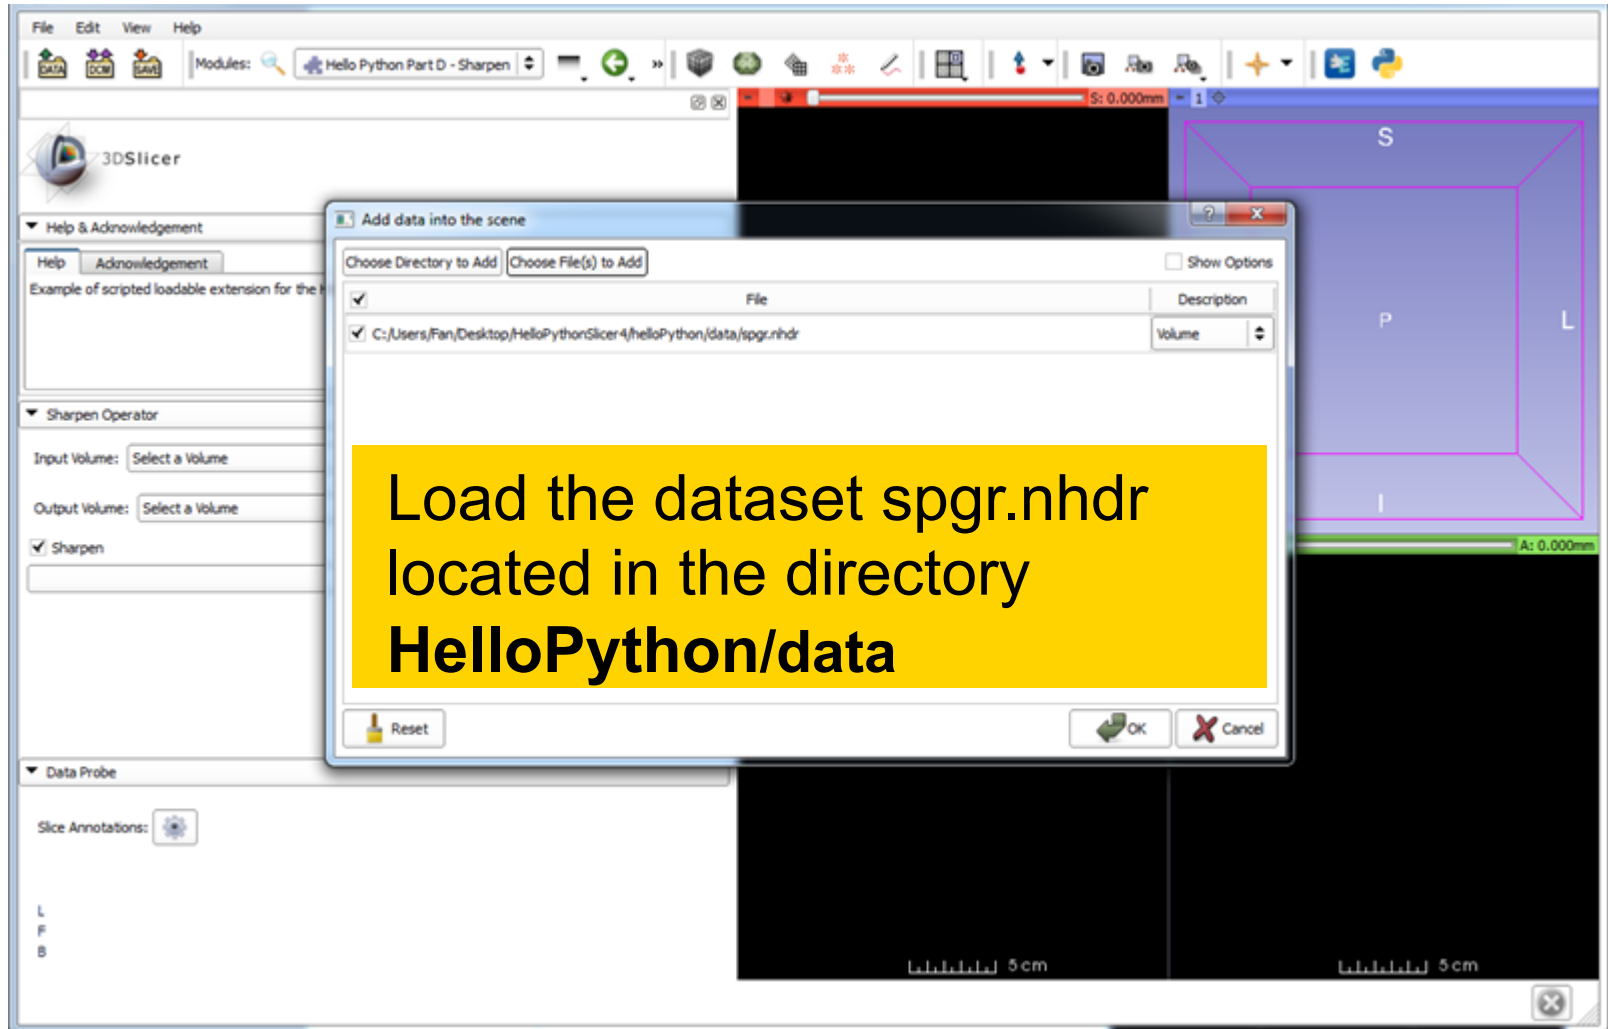 File Edit View Help
DATA DCM SAVE Modules: Hello Python Part D - Sharpen »
S: 0.000mm 1
3DSlicer
S
P L
I
Help & Acknowledgement
Help Acknowledgement
Example of scripted loadable extension for the
Add data into the scene
Choose Directory to Add Choose File(s) to Add Show Options
File Description
C:/Users/Fan/Desktop/HelloPythonSlicer4/helloPython/data/spgr.nhdr Volume
Load the dataset spgr.nhdr
located in the directory
HelloPython/data
Reset OK Cancel
Sharpen Operator
Input Volume: Select a Volume
Output Volume: Select a Volume
Sharpen
A: 0.000mm
Data Probe
Slice Annotations:
L
F
B
5 cm 5 cm